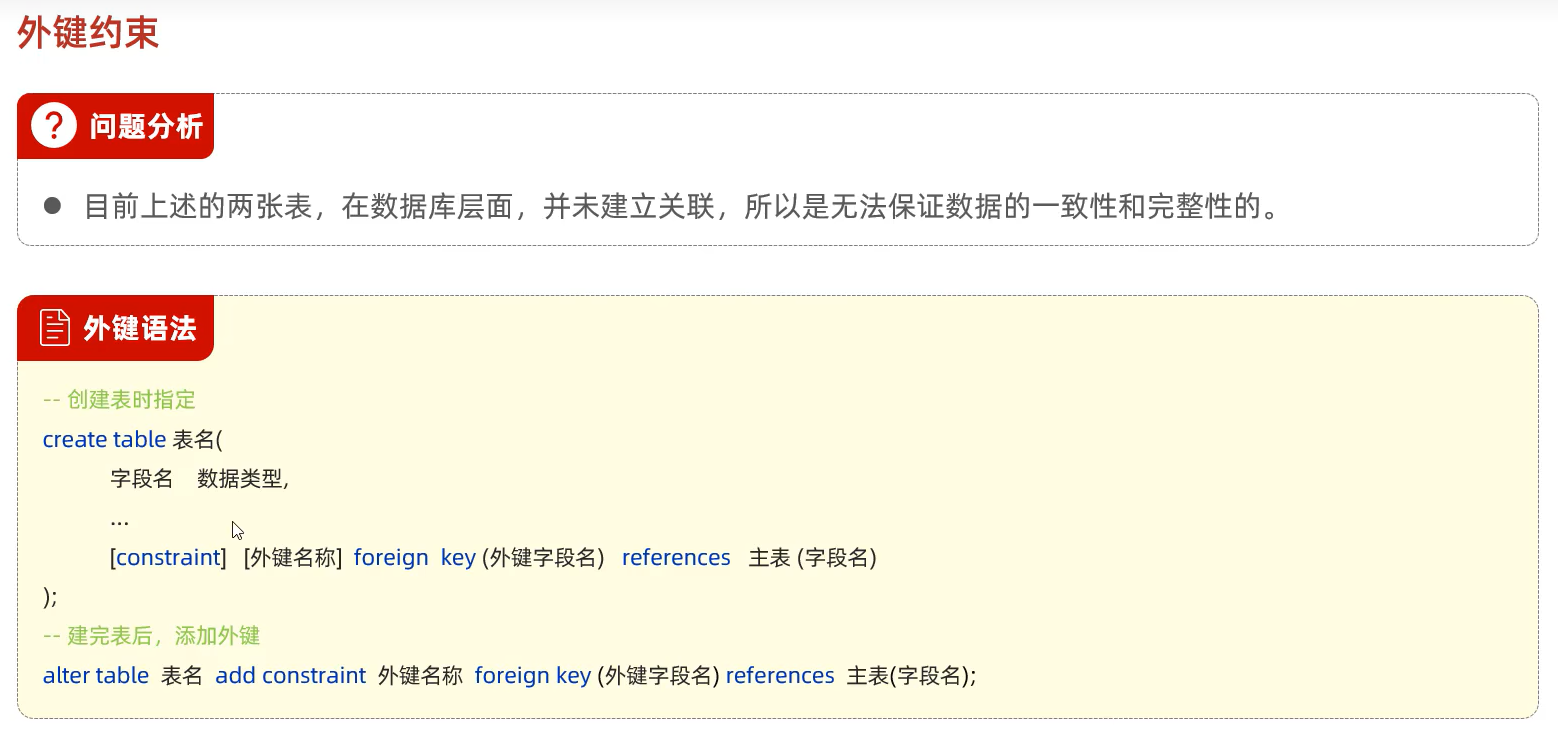 外键约束
? 问题分析
● 目前上述的两张表，在数据库层面，并未建立关联，所以是无法保证数据的一致性和完整性的。
外键语法
-- 创建表时指定
create table 表名(
字段名 数据类型,
...
[constraint] [外键名称] foreign key (外键字段名) references 主表 (字段名)
);
-- 建完表后，添加外键
alter table 表名 add constraint 外键名称 foreign key (外键字段名) references 主表(字段名);